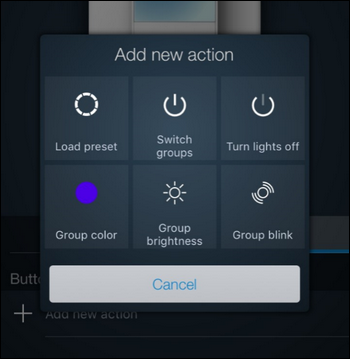 Add new action
Load preset
Switch
groups
Turn lights off
Group color
Group
brightness
Group blink
Cancel
Butt
Add new action